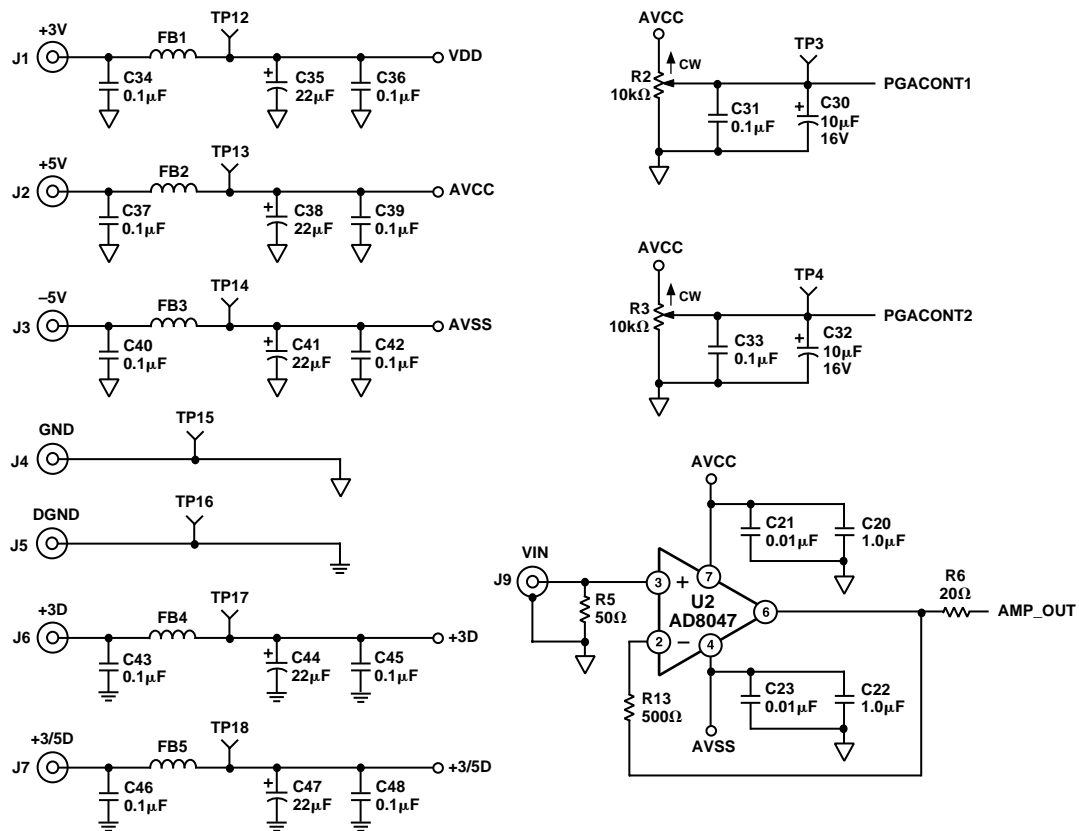 +3V
J1
FB1
TP12
VDD
C34
0.1μF
+
C35
22μF
C36
0.1μF
+5V
J2
FB2
TP13
AVCC
C37
0.1μF
+
C38
22μF
C39
0.1μF
–5V
J3
FB3
TP14
AVSS
C40
0.1μF
+
C41
22μF
C42
0.1μF
GND
J4
TP15
DGND
J5
TP16
+3D
J6
FB4
TP17
+3D
C43
0.1μF
+
C44
22μF
C45
0.1μF
+3/5D
J7
FB5
TP18
+3/5D
C46
0.1μF
+
C47
22μF
C48
0.1μF
AVCC
CW
R2
10kΩ
TP3
PGACONT1
C31
0.1μF
+
C30
10μF
16V
AVCC
CW
R3
10kΩ
TP4
PGACONT2
C33
0.1μF
+
C32
10μF
16V
AVCC
C21
0.01μF
C20
1.0μF
VIN
J9
R5
50Ω
3
+
7
U2
AD8047
6
2
–
4
R6
20Ω
AMP_OUT
R13
500Ω
C23
0.01μF
C22
1.0μF
AVSS